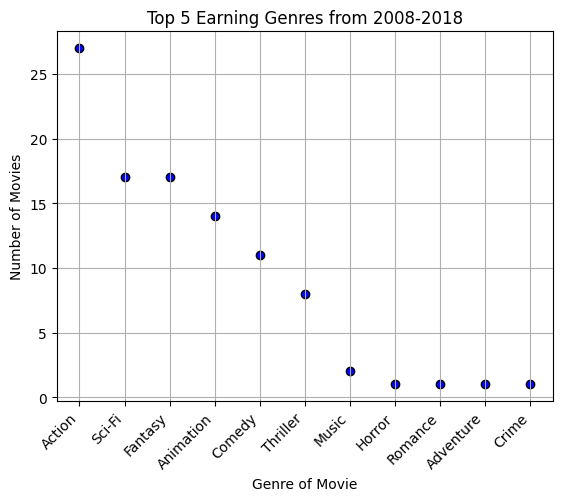 Top 5 Earning Genres from 2008-2018
Number of Movies
25
20
15
10
5
0
Action
Sci-Fi
Fantasy
Animation
Comedy
Thriller
Music
Horror
Romance
Adventure
Crime
Genre of Movie